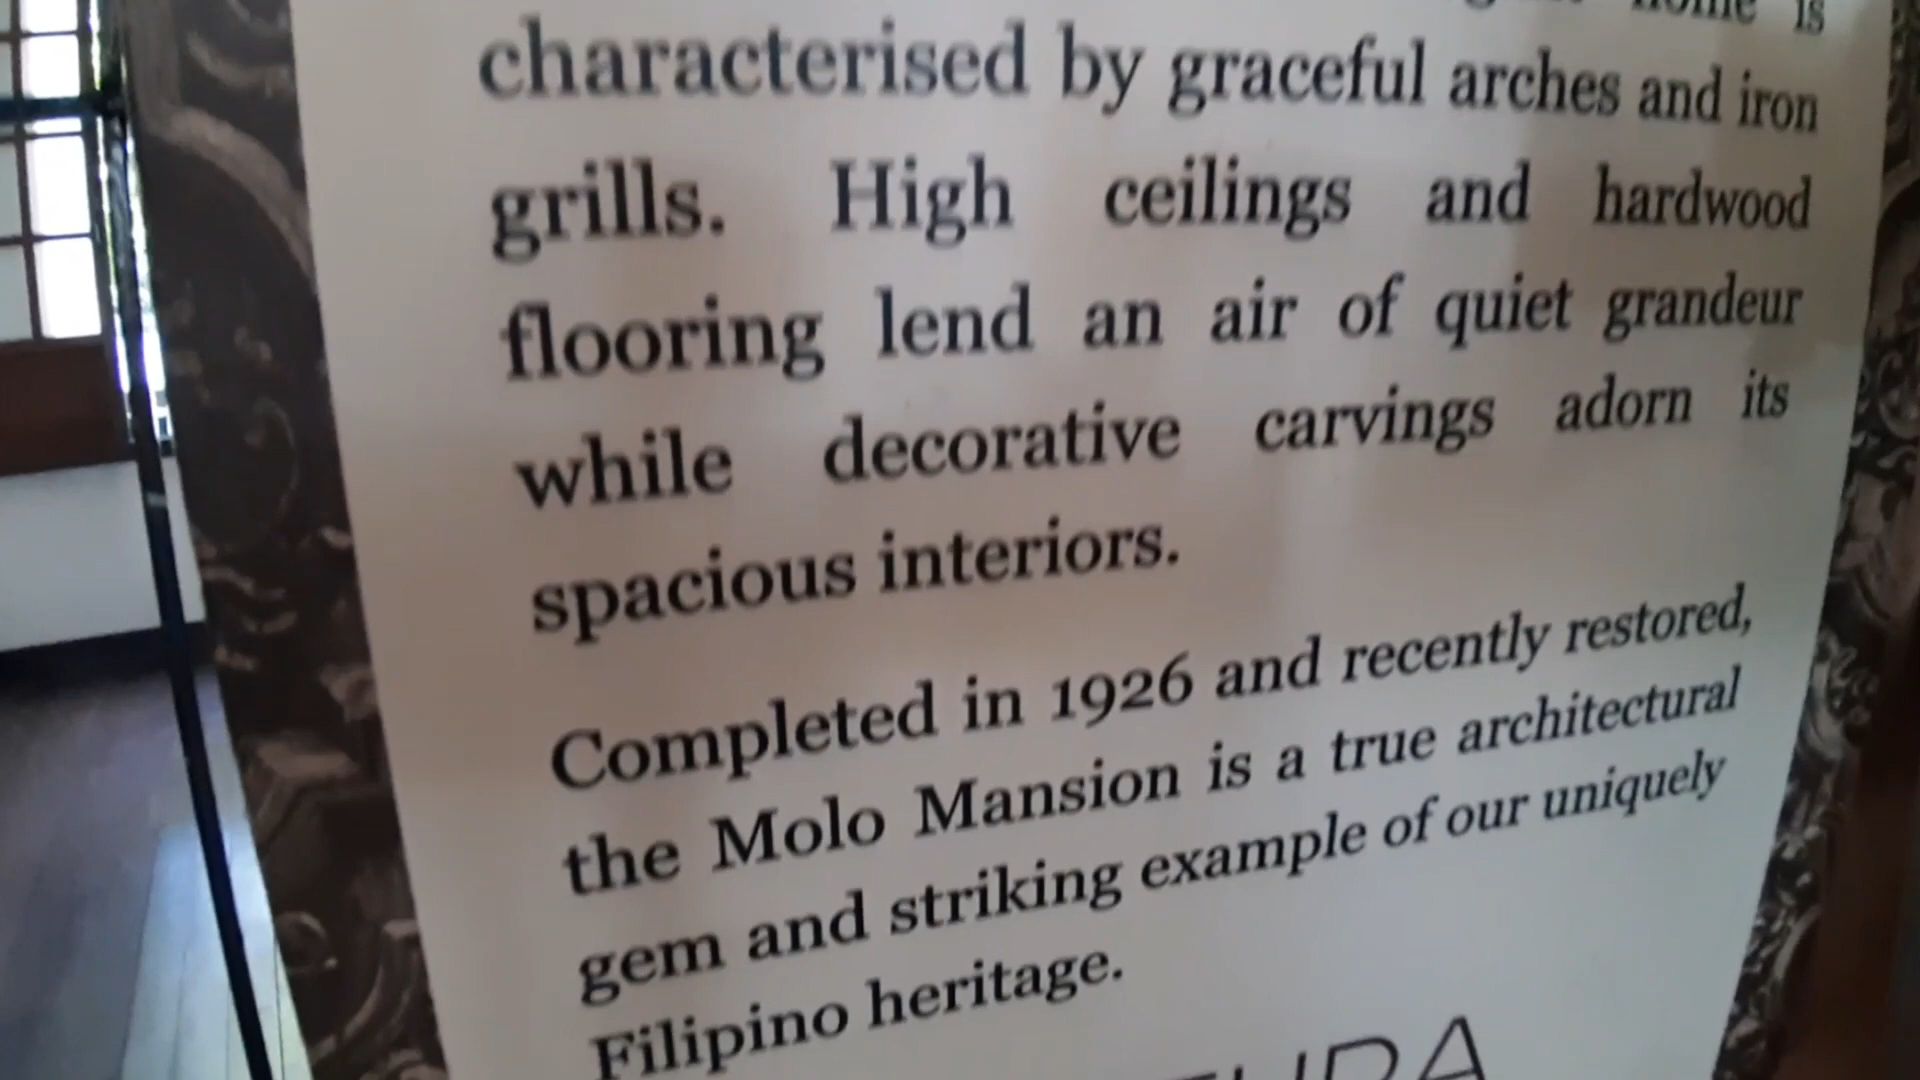 home is
characterised by graceful arches and iron
grills. High ceilings and hardwood
flooring lend an air of quiet grandeur
while decorative carvings adorn its
spacious interiors.
Completed in 1926 and recently restored,
the Molo Mansion is a true architectural
gem and striking example of our uniquely
Filipino heritage.